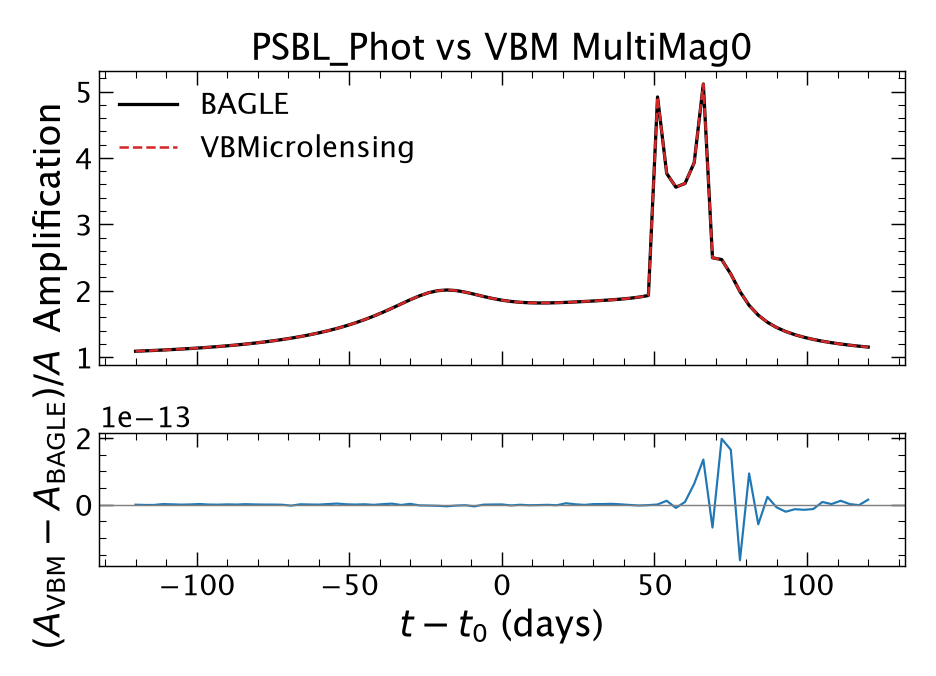 PSBL_Phot vs VBM MultiMag0
Amplification
5
4
3
2
1
BAGLE
VBMicrolensing
(A_VBM − A_BAGLE)/A
1e−13
2
0
−100 −50 0 50 100
t − t₀ (days)